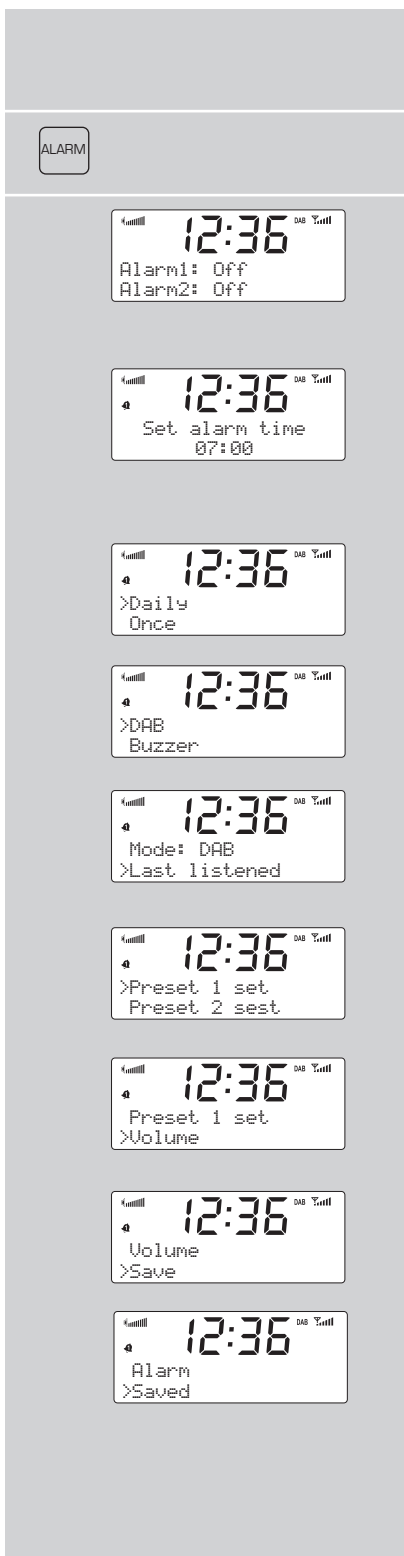 ALARM
12:36 DAB
Alarm1: Off
Alarm2: Off
12:36 DAB
Set alarm time
07:00
12:36 DAB
>Daily
Once
12:36 DAB
>DAB
Buzzer
12:36 DAB
Mode: DAB
>Last listened
12:36 DAB
>Preset 1 set
Preset 2 sest
12:36 DAB
Preset 1 set
>Volume
12:36 DAB
Volume
>Save
12:36 DAB
Alarm
>Saved